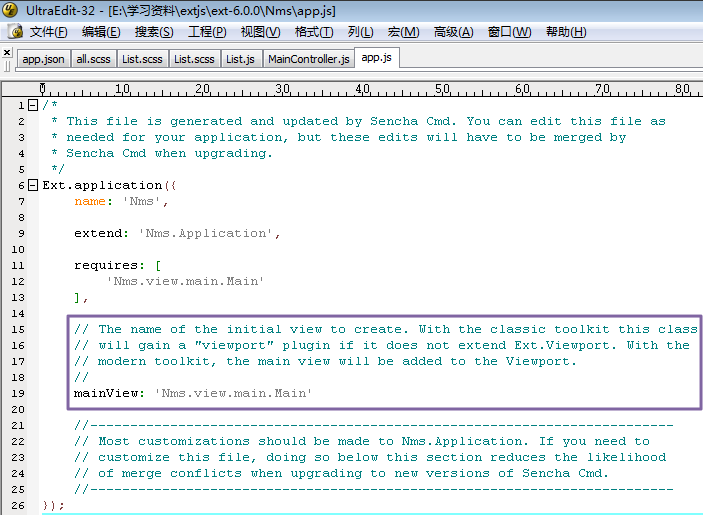 UltraEdit-32 - [E:\学习资料\extjs\ext-6.0.0\Nms\app.js]
文件(F) 编辑(E) 搜索(S) 工程(P) 视图(V) 格式(T) 列(L) 宏(M) 高级(A) 窗口(W) 帮助(H)
app.json all.scss List.scss List.scss List.js MainController.js app.js
0 10 20 30 40 50 60 70 80
1 /*
2  * This file is generated and updated by Sencha Cmd. You can edit this file as
3  * needed for your application, but these edits will have to be merged by
4  * Sencha Cmd when upgrading.
5  */
6 Ext.application({
7     name: 'Nms',
8
9     extend: 'Nms.Application',
10
11     requires: [
12         'Nms.view.main.Main'
13     ],
14
15     // The name of the initial view to create. With the classic toolkit this class
16     // will gain a "viewport" plugin if it does not extend Ext.Viewport. With the
17     // modern toolkit, the main view will be added to the Viewport.
18     //
19     mainView: 'Nms.view.main.Main'
20
21     //-------------------------------------------------------------------------
22     // Most customizations should be made to Nms.Application. If you need to
23     // customize this file, doing so below this section reduces the likelihood
24     // of merge conflicts when upgrading to new versions of Sencha Cmd.
25     //-------------------------------------------------------------------------
26 });